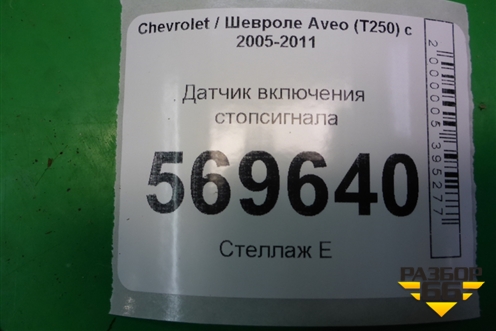 Chevrolet / Шевроле Aveo (T250) с
2005-2011
Датчик включения
стопсигнала
569640
Стеллаж Е
2000005395277
РАЗБОР
66